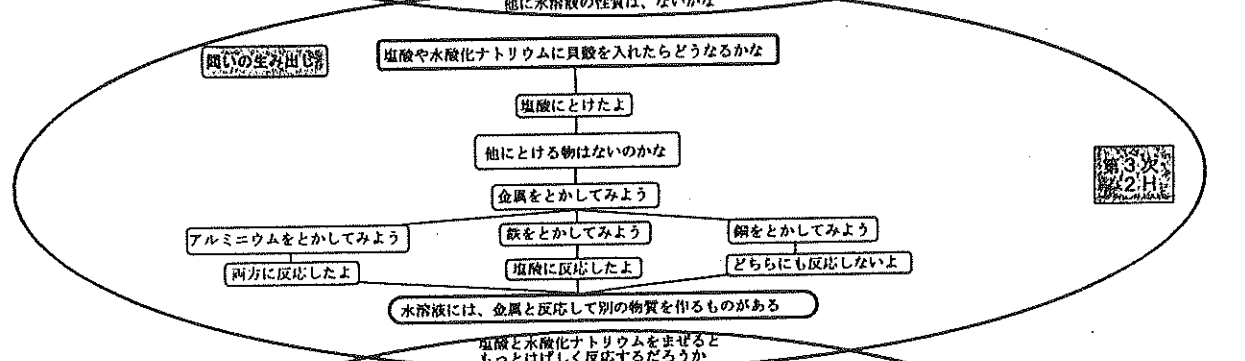 他に水溶液の性質は、ないかな
問いの生み出し
塩酸や水酸化ナトリウムに貝殻を入れたらどうなるかな
塩酸にとけたよ
他にとける物はないのかな
第3次
2H
金属をとかしてみよう
アルミニウムをとかしてみよう
鉄をとかしてみよう
銅をとかしてみよう
両方に反応したよ
塩酸に反応したよ
どちらにも反応しないよ
水溶液には、金属と反応して別の物質を作るものがある
塩酸と水酸化ナトリウムをまぜると
もっとはげしく反応するだろうか